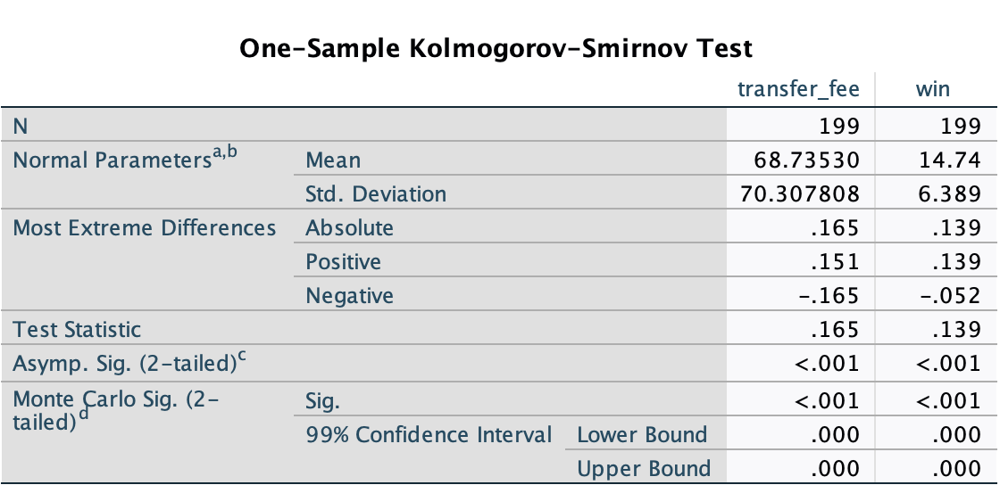 One-Sample Kolmogorov-Smirnov Test
transfer_fee win
N 199 199
Normal Parametersa,b Mean 68.73530 14.74
Std. Deviation 70.307808 6.389
Most Extreme Differences Absolute .165 .139
Positive .151 .139
Negative -.165 -.052
Test Statistic .165 .139
Asymp. Sig. (2-tailed)c <.001 <.001
Monte Carlo Sig. (2-
tailed)d Sig. <.001 <.001
99% Confidence Interval Lower Bound .000 .000
Upper Bound .000 .000